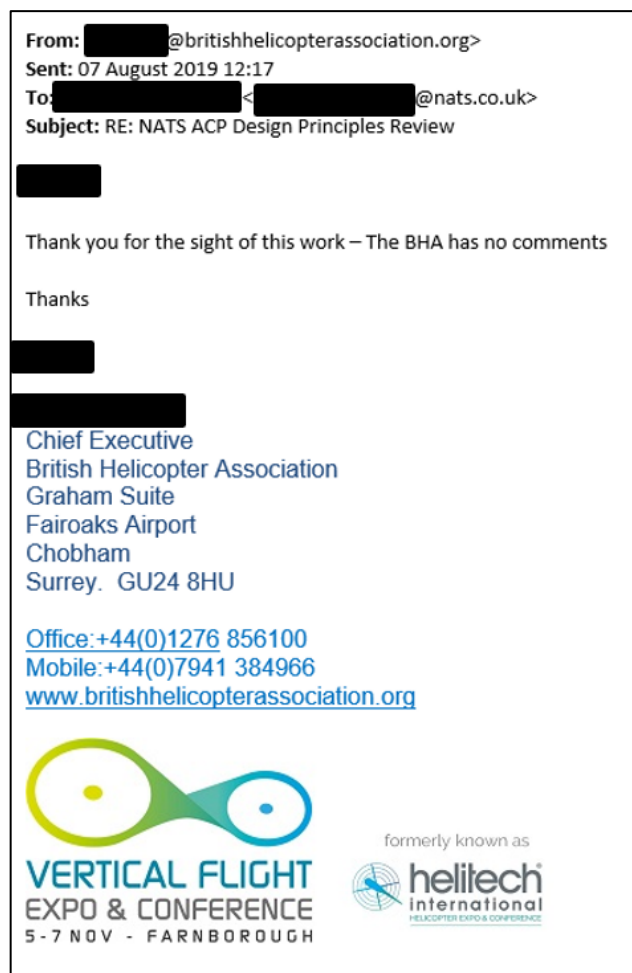 From: @britishhelicopterassociation.org>
Sent: 07 August 2019 12:17
To: < @nats.co.uk>
Subject: RE: NATS ACP Design Principles Review
Thank you for the sight of this work – The BHA has no comments
Thanks
Chief Executive
British Helicopter Association
Graham Suite
Fairoaks Airport
Chobham
Surrey. GU24 8HU
Office:+44(0)1276 856100
Mobile:+44(0)7941 384966
www.britishhelicopterassociation.org
VERTICAL FLIGHT
EXPO & CONFERENCE
5-7 NOV - FARNBOROUGH
formerly known as
helitech
international
HELICOPTER EXPO & CONFERENCE